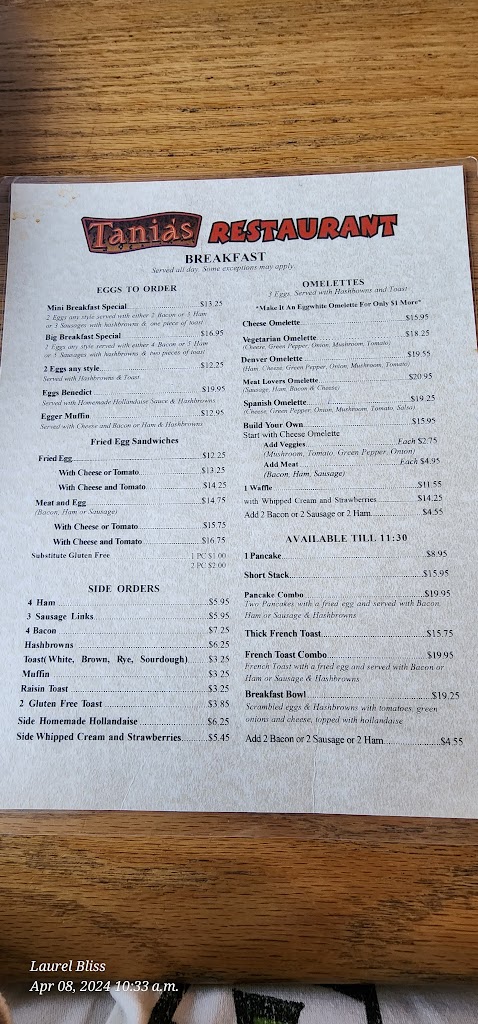 Tania's RESTAURANT
BREAKFAST
Served all day. Some exceptions may apply
EGGS TO ORDER
Mini Breakfast Special $13.25
2 Eggs any style served with either 2 Bacon or 1 Ham
or 3 Sausages with hashbrowns & one piece of toast
Big Breakfast Special $16.95
2 Eggs any style served with either 4 Bacon or 5 Ham
or 5 Sausages with hashbrowns & two pieces of toast
2 Eggs any style $12.25
Served with Hashbrowns & Toast
Eggs Benedict $19.95
Served with Homemade Hollandaise Sauce & Hashbrowns
Egger Muffin $12.95
Served with Cheese and Bacon or Ham & Hashbrowns
Fried Egg Sandwiches
Fried Egg $12.25
With Cheese or Tomato $13.25
With Cheese and Tomato $14.25
Meat and Egg $14.75
(Bacon, Ham or Sausage)
With Cheese or Tomato $15.75
With Cheese and Tomato $16.75
Substitute Gluten Free 1 PC $1.00
2 PC $2.00
SIDE ORDERS
4 Ham $5.95
3 Sausage Links $5.95
4 Bacon $7.25
Hashbrowns $6.25
Toast(White, Brown, Rye, Sourdough) $3.25
Muffin $3.25
Raisin Toast $3.25
2 Gluten Free Toast $3.85
Side Homemade Hollandaise $6.25
Side Whipped Cream and Strawberries $5.45
OMELETTES
3 Eggs, Served with Hashbrowns and Toast
"Make It An Eggwhite Omelette For Only $1 More"
Cheese Omelette $15.95
Vegetarian Omelette $18.25
(Cheese, Green Pepper, Onion, Mushroom, Tomato)
Denver Omelette $19.55
(Ham, Cheese, Green Pepper, Onion, Mushroom, Tomato)
Meat Lovers Omelette $20.95
(Sausage, Ham, Bacon & Cheese)
Spanish Omelette $19.25
(Cheese, Green Pepper, Onion, Mushroom, Tomato, Salsa)
Build Your Own $15.95
Start with Cheese Omelette
Add Veggies Each $2.75
(Mushroom, Tomato, Green Pepper, Onion)
Add Meat Each $4.95
(Bacon, Ham, Sausage)
1 Waffle $11.55
with Whipped Cream and Strawberries $14.25
Add 2 Bacon or 2 Sausage or 2 Ham $4.55
AVAILABLE TILL 11:30
1 Pancake $8.95
Short Stack $15.95
Pancake Combo $19.95
Two Pancakes with a fried egg and served with Bacon,
Ham or Sausage & Hashbrowns
Thick French Toast $15.75
French Toast Combo $19.95
French Toast with a fried egg and served with Bacon or
Ham or Sausage & Hashbrowns
Breakfast Bowl $19.25
Scrambled eggs & Hashbrowns with tomatoes, green
onions and cheese, topped with hollandaise
Add 2 Bacon or 2 Sausage or 2 Ham $4.55
Laurel Bliss
Apr 08, 2024 10:33 a.m.